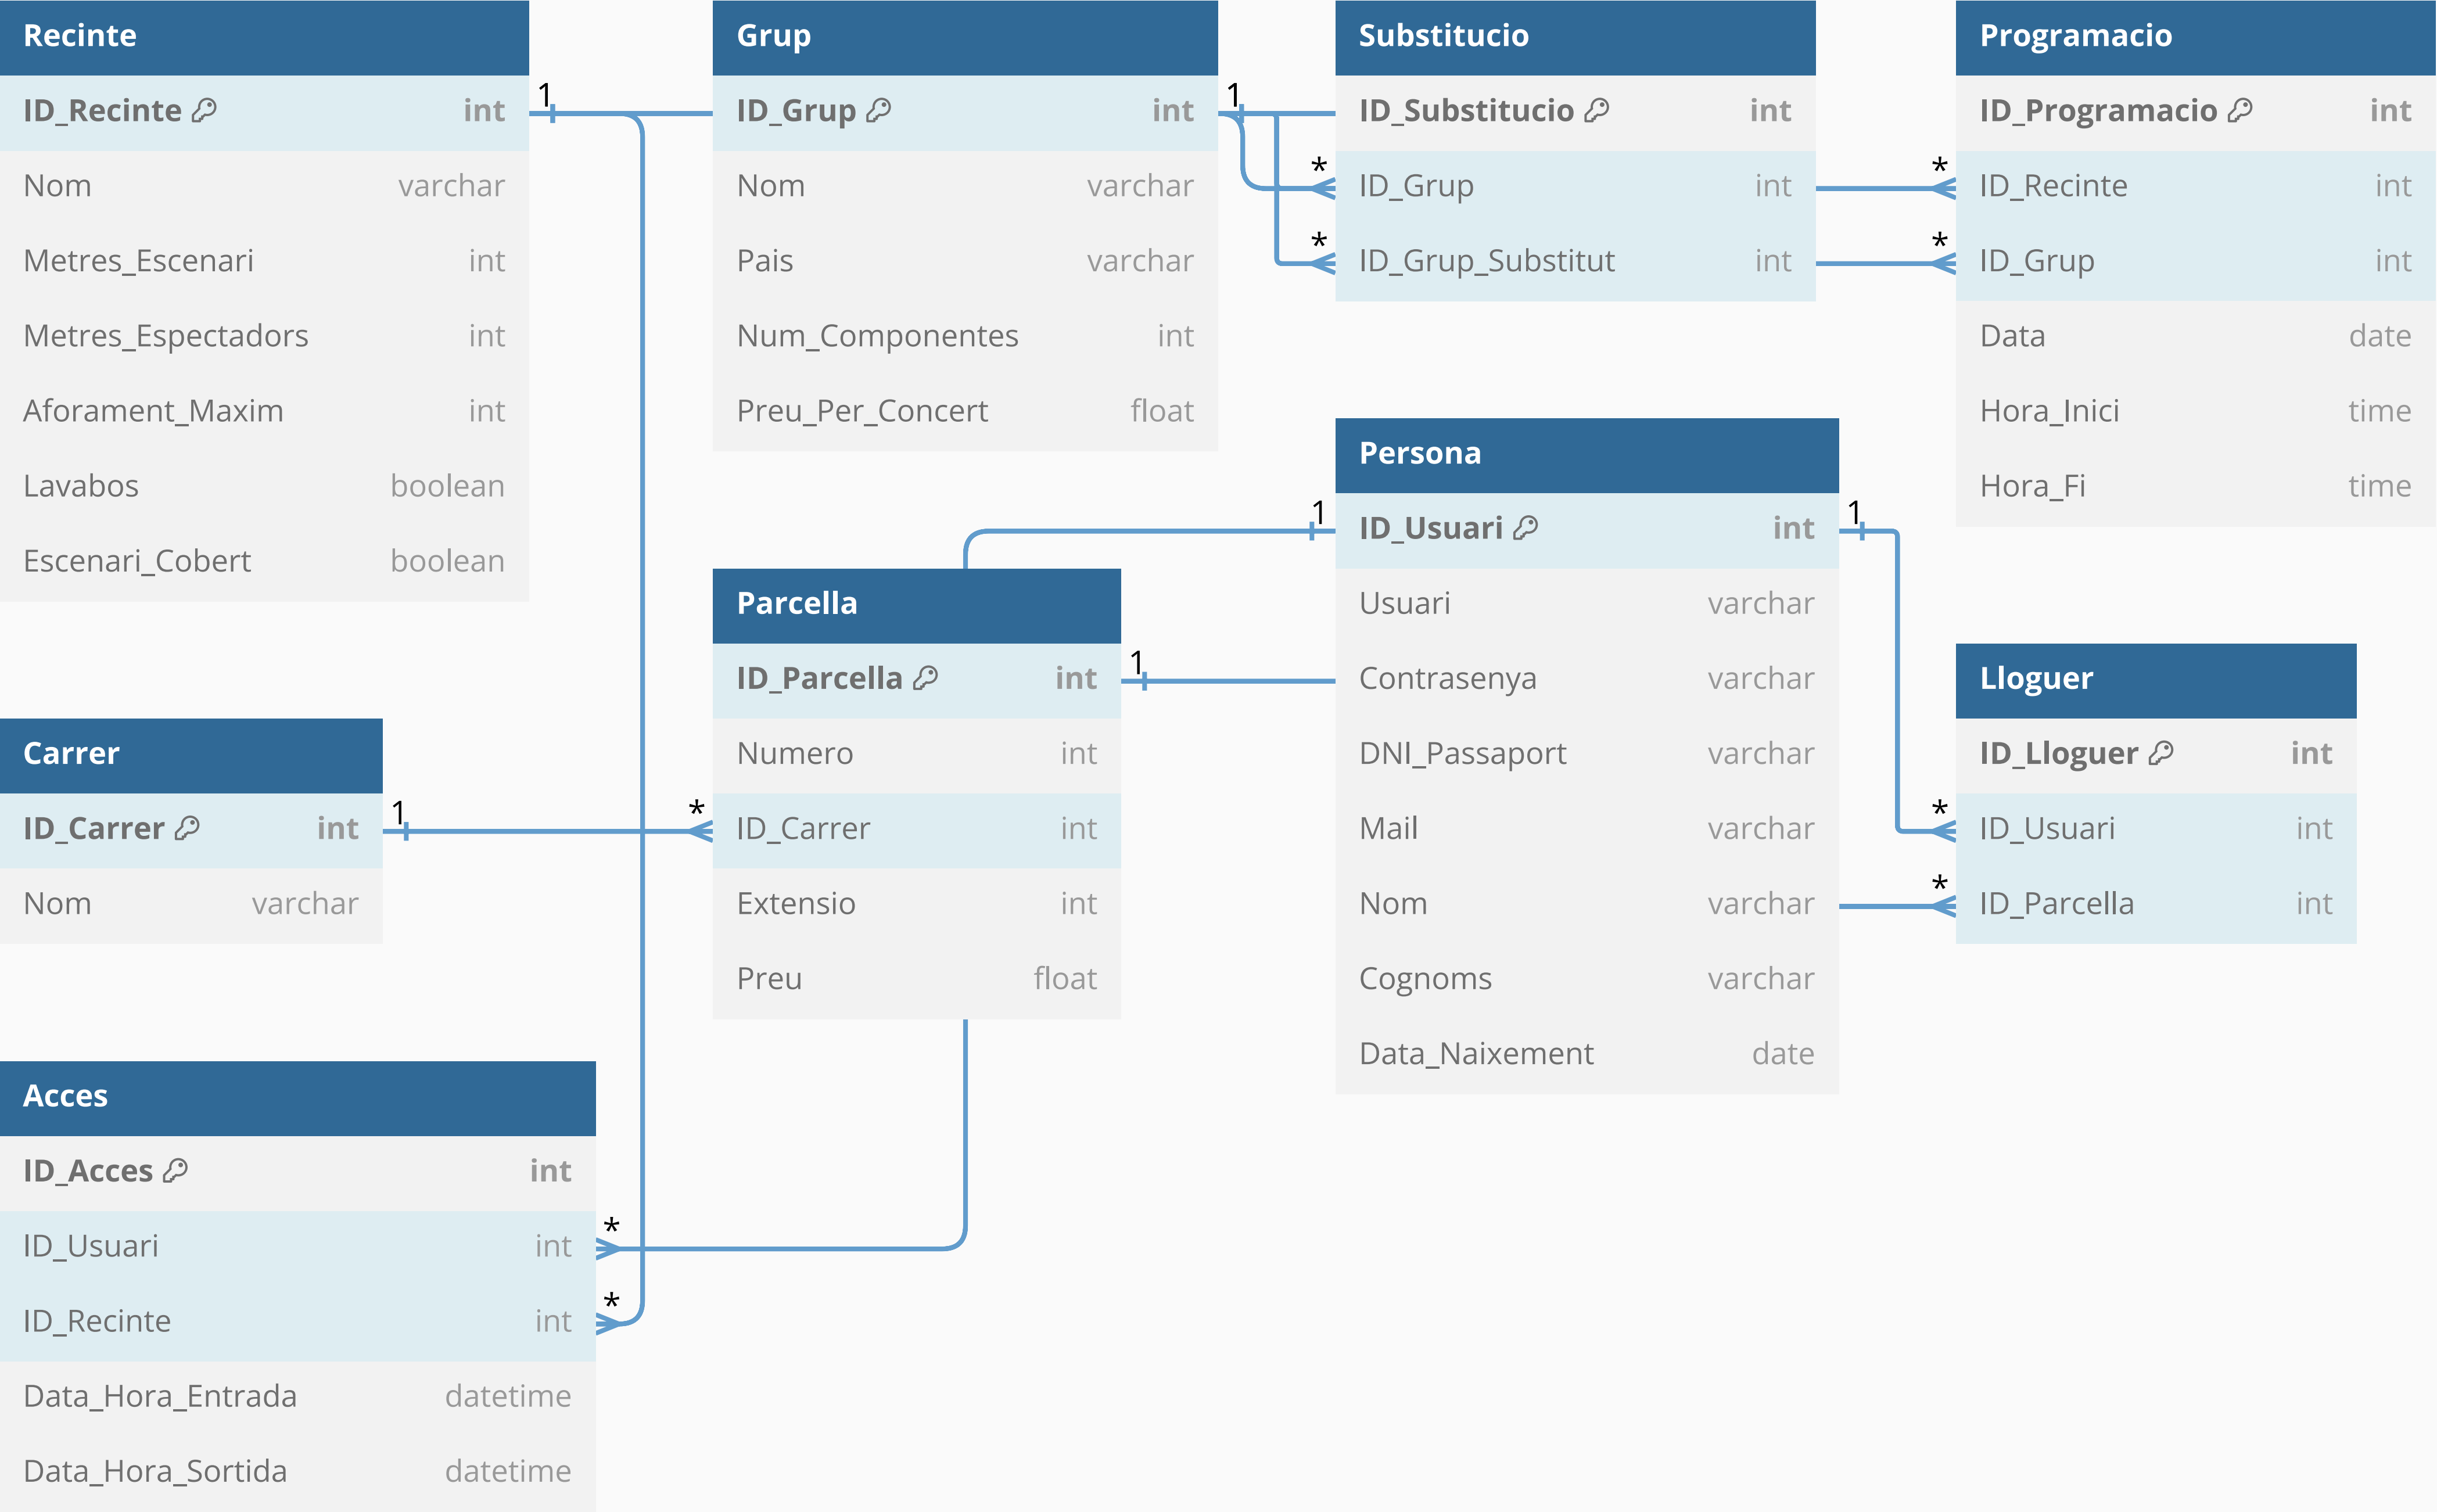 Recinte
ID_Recinte int
Nom varchar
Metres_Escenari int
Metres_Espectadors int
Aforament_Maxim int
Lavabos boolean
Escenari_Cobert boolean
1
Grup
ID_Grup int
Nom varchar
Pais varchar
Num_Componentes int
Preu_Per_Concert float
1
Substitucio
ID_Substitucio int
* ID_Grup int
* ID_Grup_Substitut int
Programacio
ID_Programacio int
* ID_Recinte int
* ID_Grup int
Data date
Hora_Inici time
Hora_Fi time
Persona
1 ID_Usuari int 1
Usuari varchar
Contrasenya varchar
DNI_Passaport varchar
Mail varchar
Nom varchar
Cognoms varchar
Data_Naixement date
Parcella
ID_Parcella int 1
Numero int
* ID_Carrer int
Extensio int
Preu float
Lloguer
ID_Lloguer int
* ID_Usuari int
* ID_Parcella int
Carrer
ID_Carrer int 1
Nom varchar
Acces
ID_Acces int
ID_Usuari int *
ID_Recinte int *
Data_Hora_Entrada datetime
Data_Hora_Sortida datetime